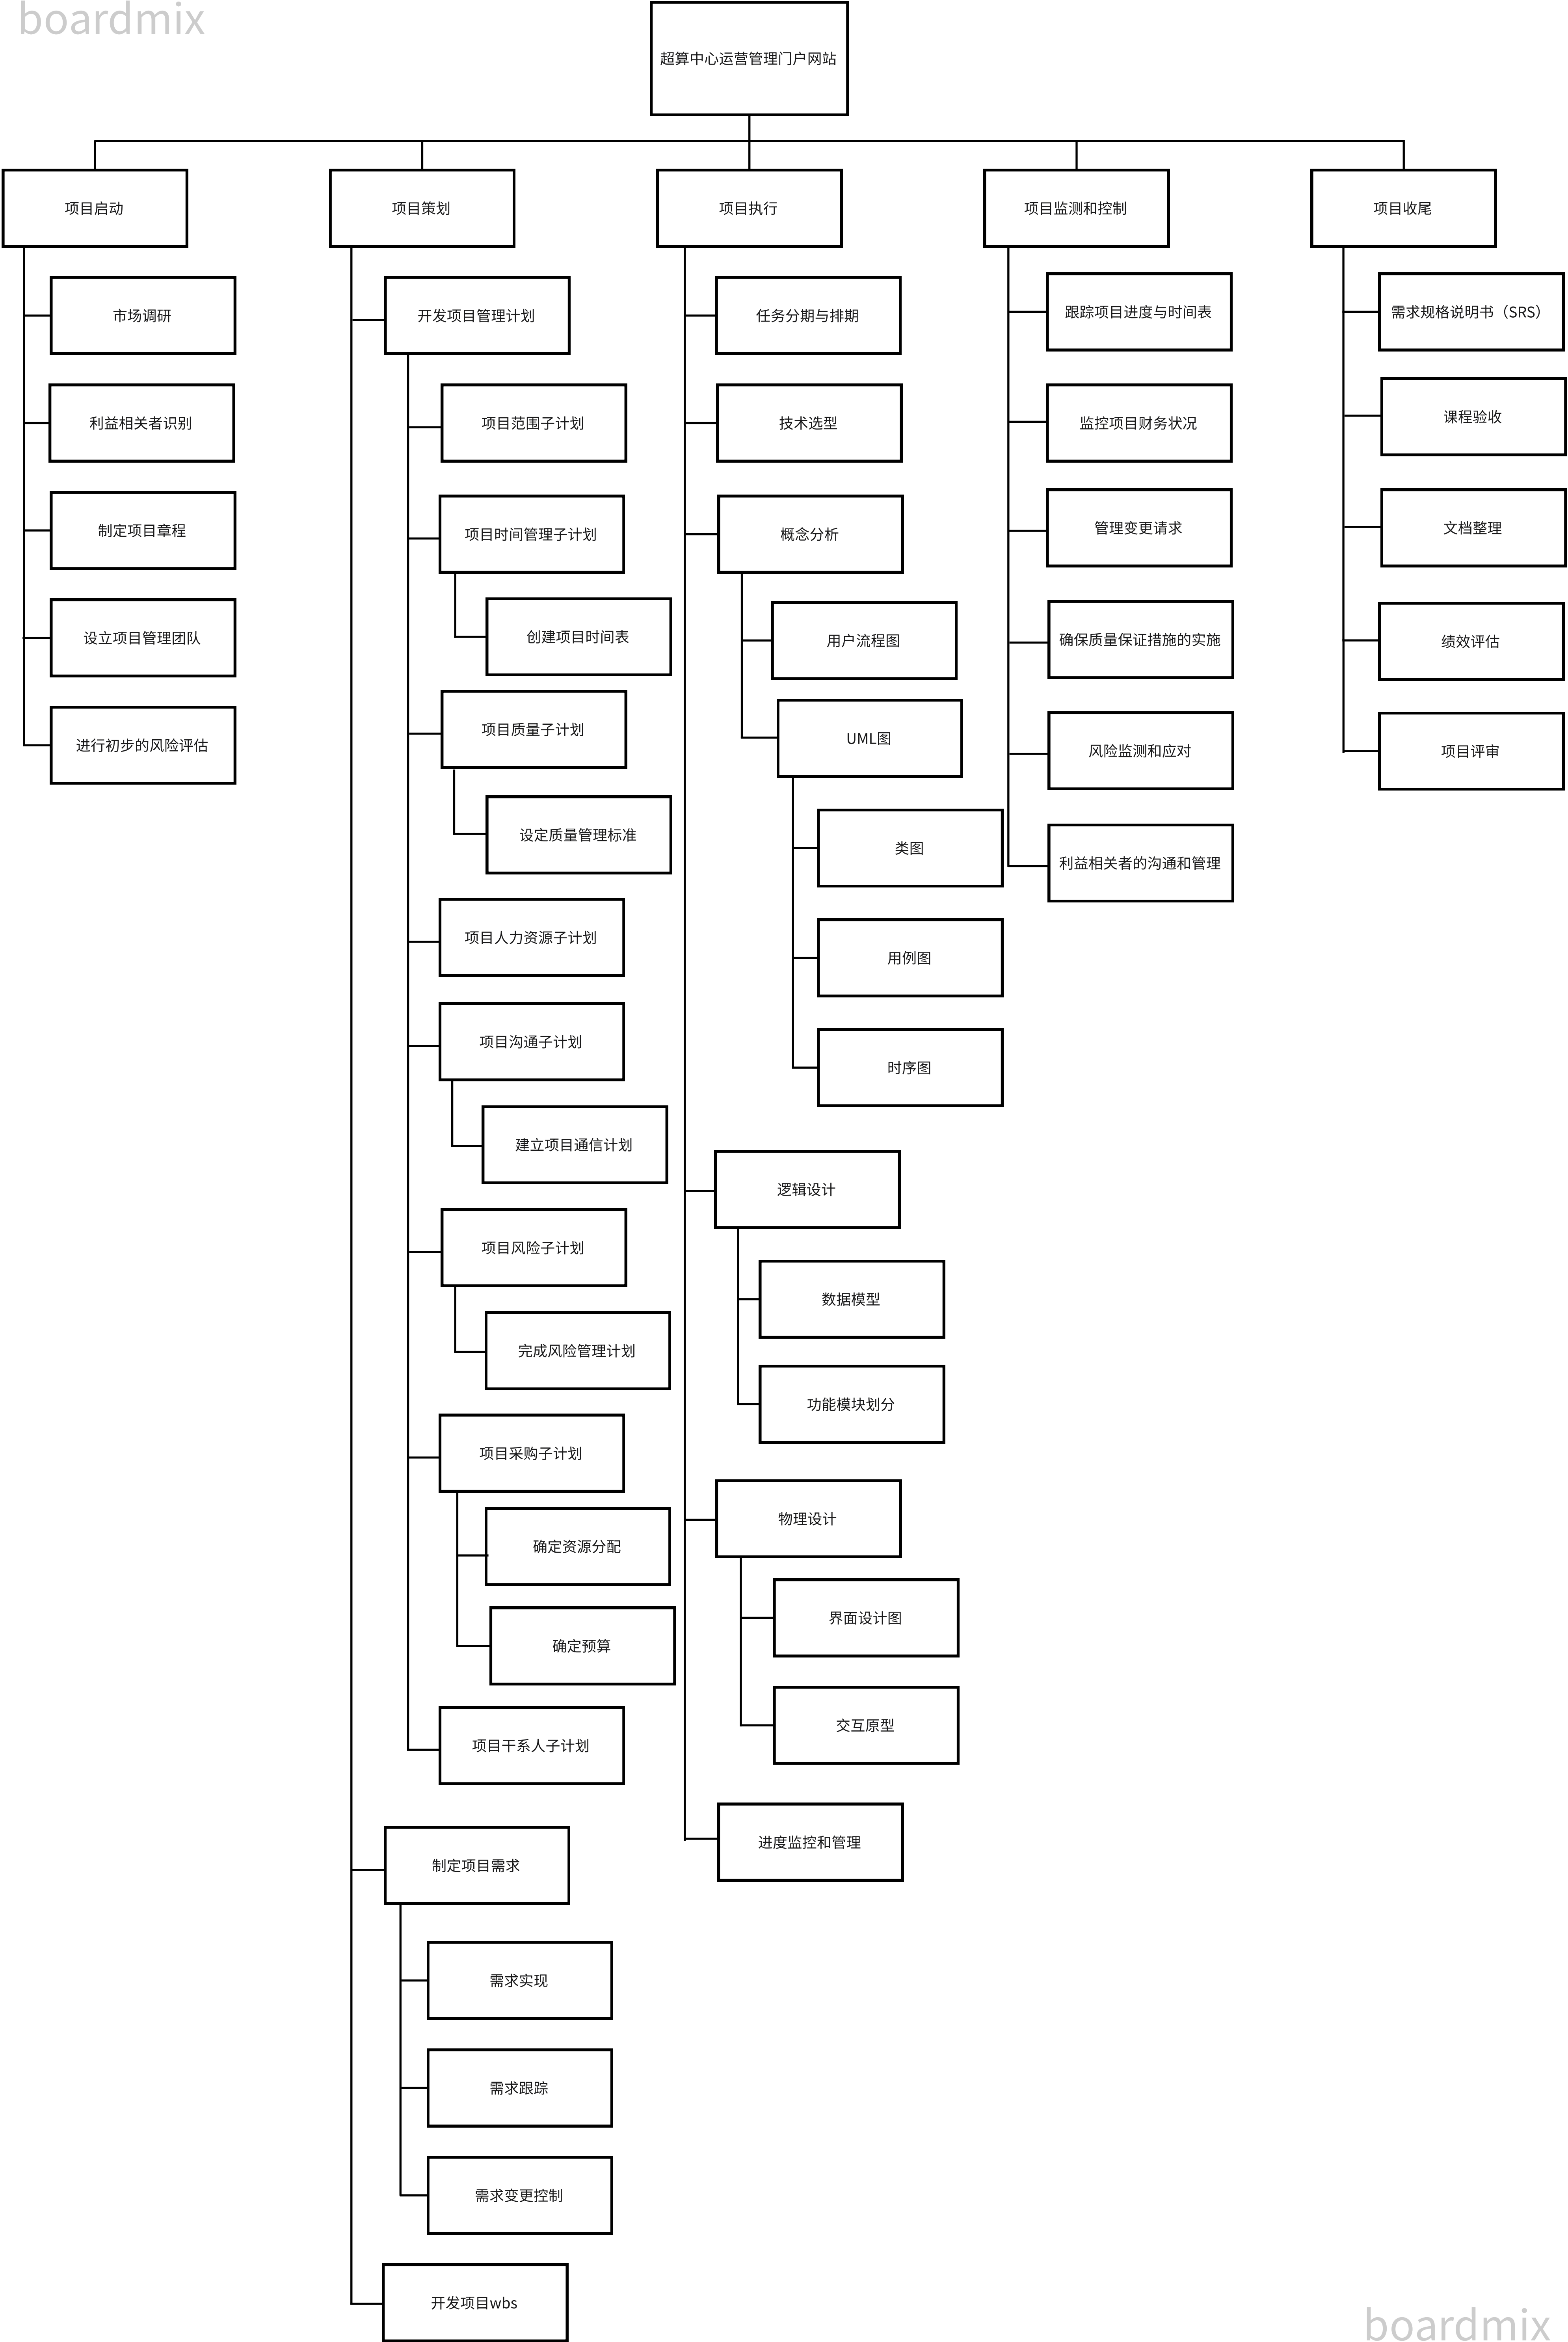 boardmix
超算中心运营管理门户网站
项目启动
市场调研
利益相关者识别
制定项目章程
设立项目管理团队
进行初步的风险评估
项目策划
开发项目管理计划
项目范围子计划
项目时间管理子计划
创建项目时间表
项目质量子计划
设定质量管理标准
项目人力资源子计划
项目沟通子计划
建立项目通信计划
项目风险子计划
完成风险管理计划
项目采购子计划
确定资源分配
确定预算
项目干系人子计划
制定项目需求
需求实现
需求跟踪
需求变更控制
开发项目wbs
项目执行
任务分期与排期
技术选型
概念分析
用户流程图
UML图
类图
用例图
时序图
逻辑设计
数据模型
功能模块划分
物理设计
界面设计图
交互原型
进度监控和管理
项目监测和控制
跟踪项目进度与时间表
监控项目财务状况
管理变更请求
确保质量保证措施的实施
风险监测和应对
利益相关者的沟通和管理
项目收尾
需求规格说明书（SRS）
课程验收
文档整理
绩效评估
项目评审
boardmix